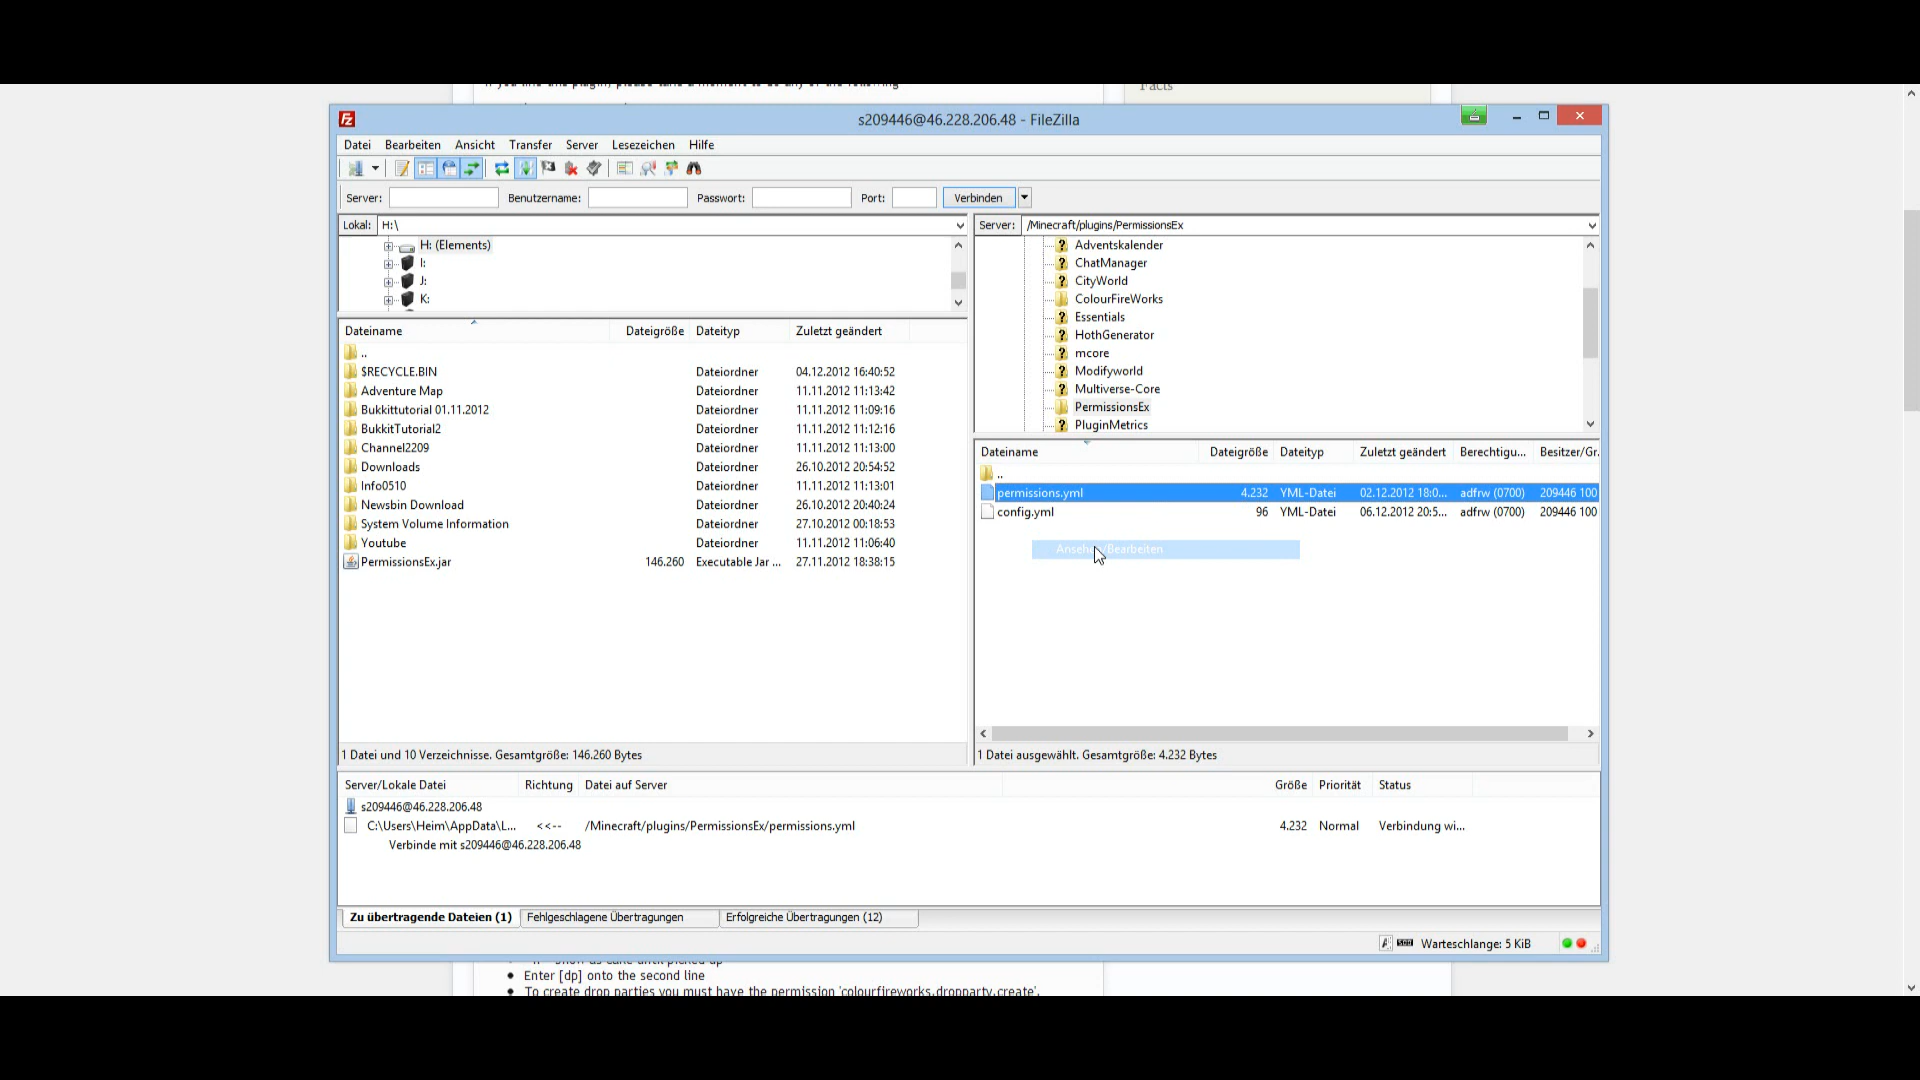 Facts
s209446@46.228.206.48 - FileZilla
Datei Bearbeiten Ansicht Transfer Server Lesezeichen Hilfe
Server: Benutzername: Passwort: Port: Verbinden
Lokal: H:\
H: (Elements)
I:
J:
K:
Dateiname Dateigröße Dateityp Zuletzt geändert
..
$RECYCLE.BIN Dateiordner 04.12.2012 16:40:52
Adventure Map Dateiordner 11.11.2012 11:13:42
Bukkittutorial 01.11.2012 Dateiordner 11.11.2012 11:09:16
BukkitTutorial2 Dateiordner 11.11.2012 11:12:16
Channel2209 Dateiordner 11.11.2012 11:13:00
Downloads Dateiordner 26.10.2012 20:54:52
Info0510 Dateiordner 11.11.2012 11:13:01
Newsbin Download Dateiordner 26.10.2012 20:40:24
System Volume Information Dateiordner 27.10.2012 00:18:53
Youtube Dateiordner 11.11.2012 11:06:40
PermissionsEx.jar 146.260 Executable Jar ... 27.11.2012 18:38:15
1 Datei und 10 Verzeichnisse. Gesamtgröße: 146.260 Bytes
Server: /Minecraft/plugins/PermissionsEx
Adventskalender
ChatManager
CityWorld
ColourFireWorks
Essentials
HothGenerator
mcore
Modifyworld
Multiverse-Core
PermissionsEx
PluginMetrics
Dateiname Dateigröße Dateityp Zuletzt geändert Berechtigu... Besitzer/Gr.
..
permissions.yml 4.232 YML-Datei 02.12.2012 18:0... adfrw (0700) 209446 100
config.yml 96 YML-Datei 06.12.2012 20:5... adfrw (0700) 209446 100
Ansehen/Bearbeiten
1 Datei ausgewählt. Gesamtgröße: 4.232 Bytes
Server/Lokale Datei Richtung Datei auf Server Größe Priorität Status
s209446@46.228.206.48
C:\Users\Heim\AppData\L... <<-- /Minecraft/plugins/PermissionsEx/permissions.yml 4.232 Normal Verbindung wi...
Verbinde mit s209446@46.228.206.48
Zu übertragende Dateien (1) Fehlgeschlagene Übertragungen Erfolgreiche Übertragungen (12)
Warteschlange: 5 KiB
• Enter [dp] onto the second line
• To create drop parties you must have the permission 'colourfireworks.dropparty.create'.